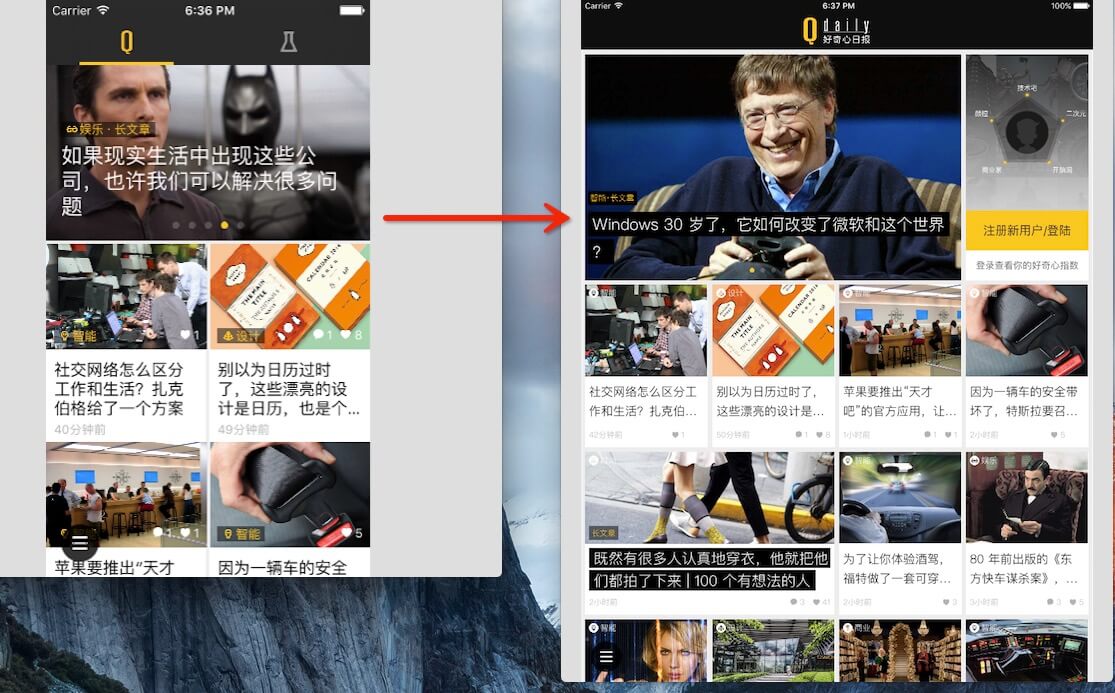 Carrier
6:36 PM
娱乐 · 长文章
如果现实生活中出现这些公
司，也许我们可以解决很多问
题
智能
1
设计
1
8
社交网络怎么区分
工作和生活？扎克
伯格给了一个方案
40分钟前
别以为日历过时
了，这些漂亮的设
计是日历，也是个...
49分钟前
1
智能
5
苹果要推出“天才
因为一辆车的安全
Carrier
6:37 PM
100%
Q daily
好奇心日报
智能·长文章
Windows 30 岁了，它如何改变了微软和这个世界
？
技术宅
颜控
二次元
商业家
开脑洞
注册新用户/登陆
登录查看你的好奇心指数
智能
设计
智能
智能
THE MAIN TITLE
CALENDAR 2016
社交网络怎么区分工
作和生活？扎克伯...
42分钟前
1
别以为日历过时了，
这些漂亮的设计是...
50分钟前
1
8
苹果要推出“天才
吧”的官方应用，让...
1小时前
1
1
因为一辆车的安全带
坏了，特斯拉要召...
2小时前
5
长文章
既然有很多人认真地穿衣，他就把他
们都拍了下来 | 100 个有想法的人
2小时前
3
41
智能
为了让你体验酒驾，
福特做了一套可穿...
3
娱乐
80 年前出版的《东
方快车谋杀案》，...
3小时前
3
5
智能
设计
商业
智能